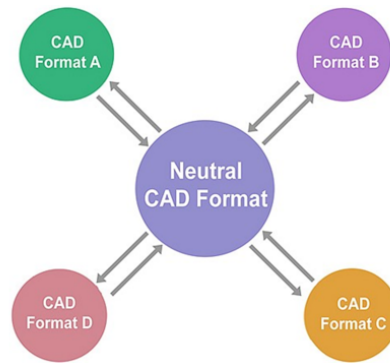 CAD
Format A
CAD
Format B
Neutral
CAD Format
CAD
Format D
CAD
Format C